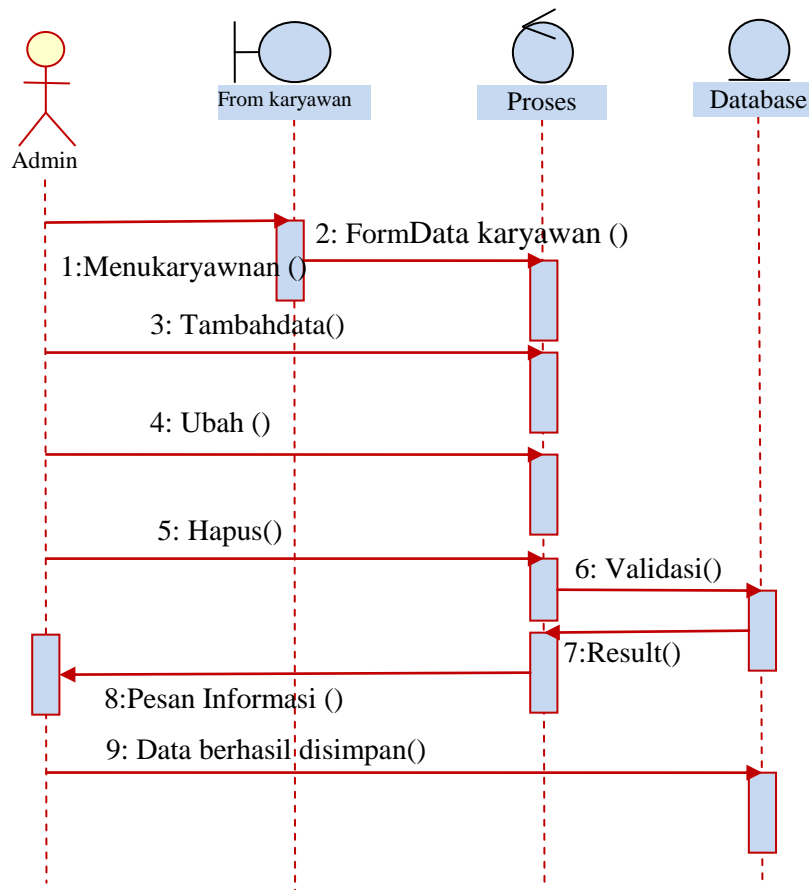 Admin
From karyawan
Proses
Database
1:Menukaryawnan ()
2: FormData karyawan ()
3: Tambahdata()
4: Ubah ()
5: Hapus()
6: Validasi()
7:Result()
8:Pesan Informasi ()
9: Data berhasil disimpan()